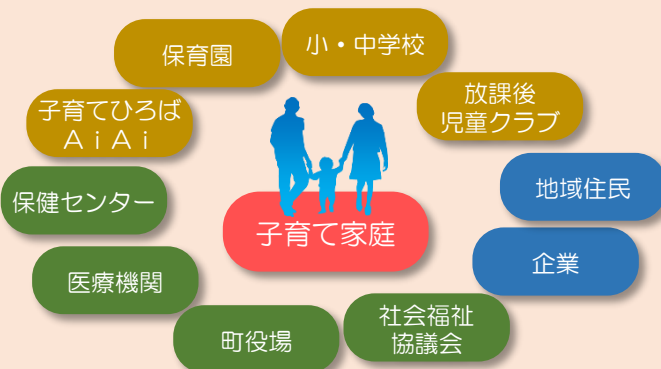 保育園
小・中学校
放課後
児童クラブ
子育てひろば
ＡｉＡｉ
保健センター
地域住民
子育て家庭
企業
医療機関
社会福祉
協議会
町役場